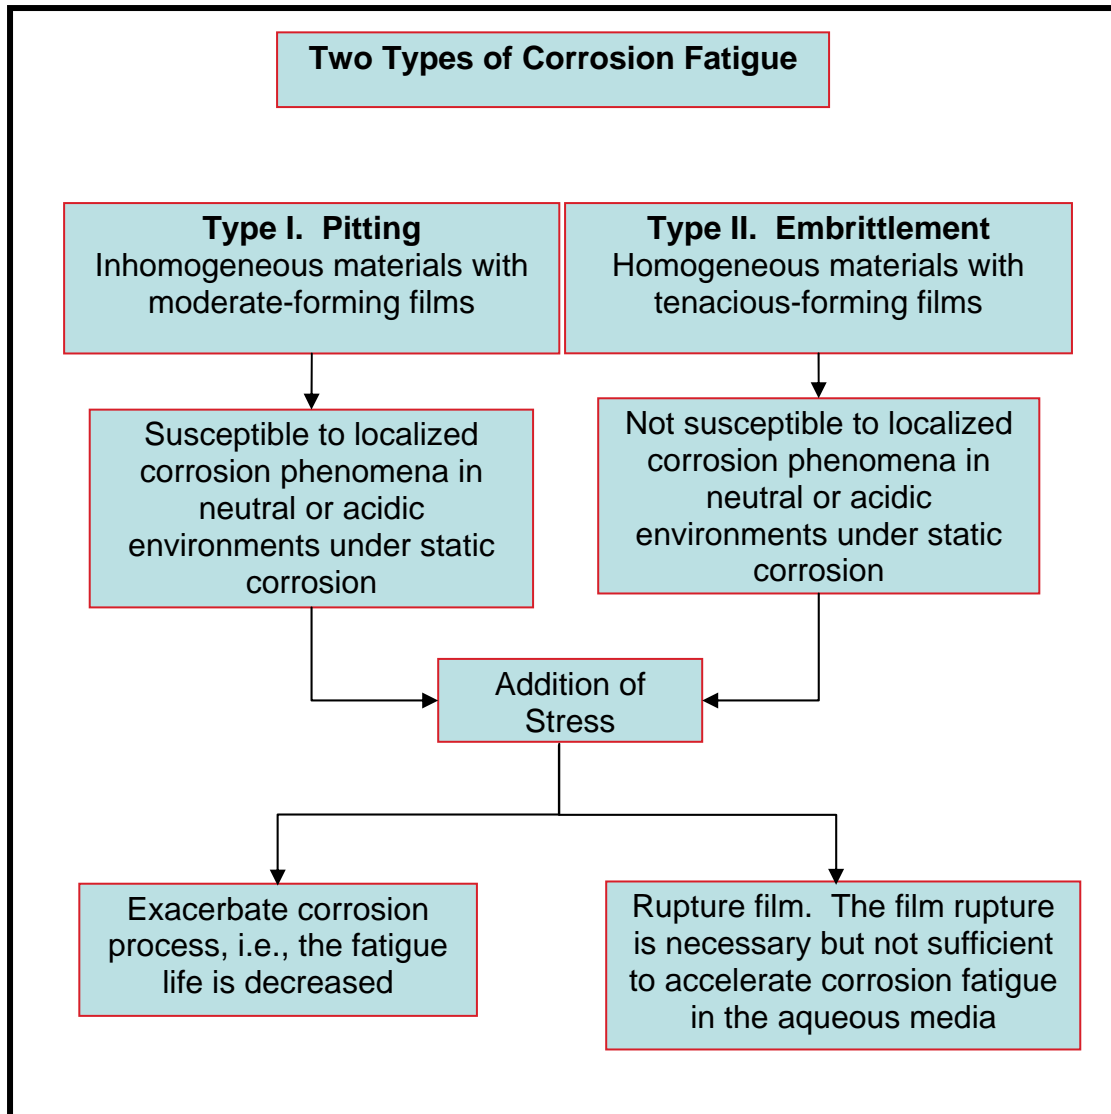 Two Types of Corrosion Fatigue
Type I.  Pitting
Inhomogeneous materials with
moderate-forming films
Type II.  Embrittlement
Homogeneous materials with
tenacious-forming films
Susceptible to localized
corrosion phenomena in
neutral or acidic
environments under static
corrosion
Not susceptible to localized
corrosion phenomena in
neutral or acidic
environments under static
corrosion
Addition of
Stress
Exacerbate corrosion
process, i.e., the fatigue
life is decreased
Rupture film.  The film rupture
is necessary but not sufficient
to accelerate corrosion fatigue
in the aqueous media